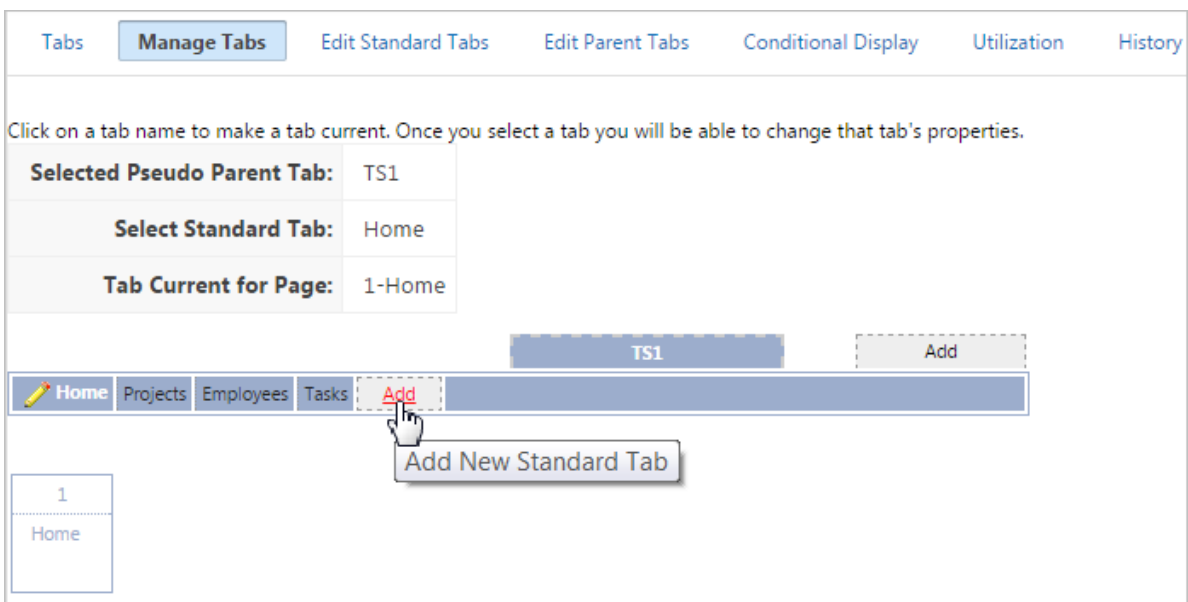 Tabs Manage Tabs Edit Standard Tabs Edit Parent Tabs Conditional Display Utilization History
Click on a tab name to make a tab current. Once you select a tab you will be able to change that tab's properties.
Selected Pseudo Parent Tab: TS1
Select Standard Tab: Home
Tab Current for Page: 1-Home
TS1 Add
Home Projects Employees Tasks Add
Add New Standard Tab
1
Home